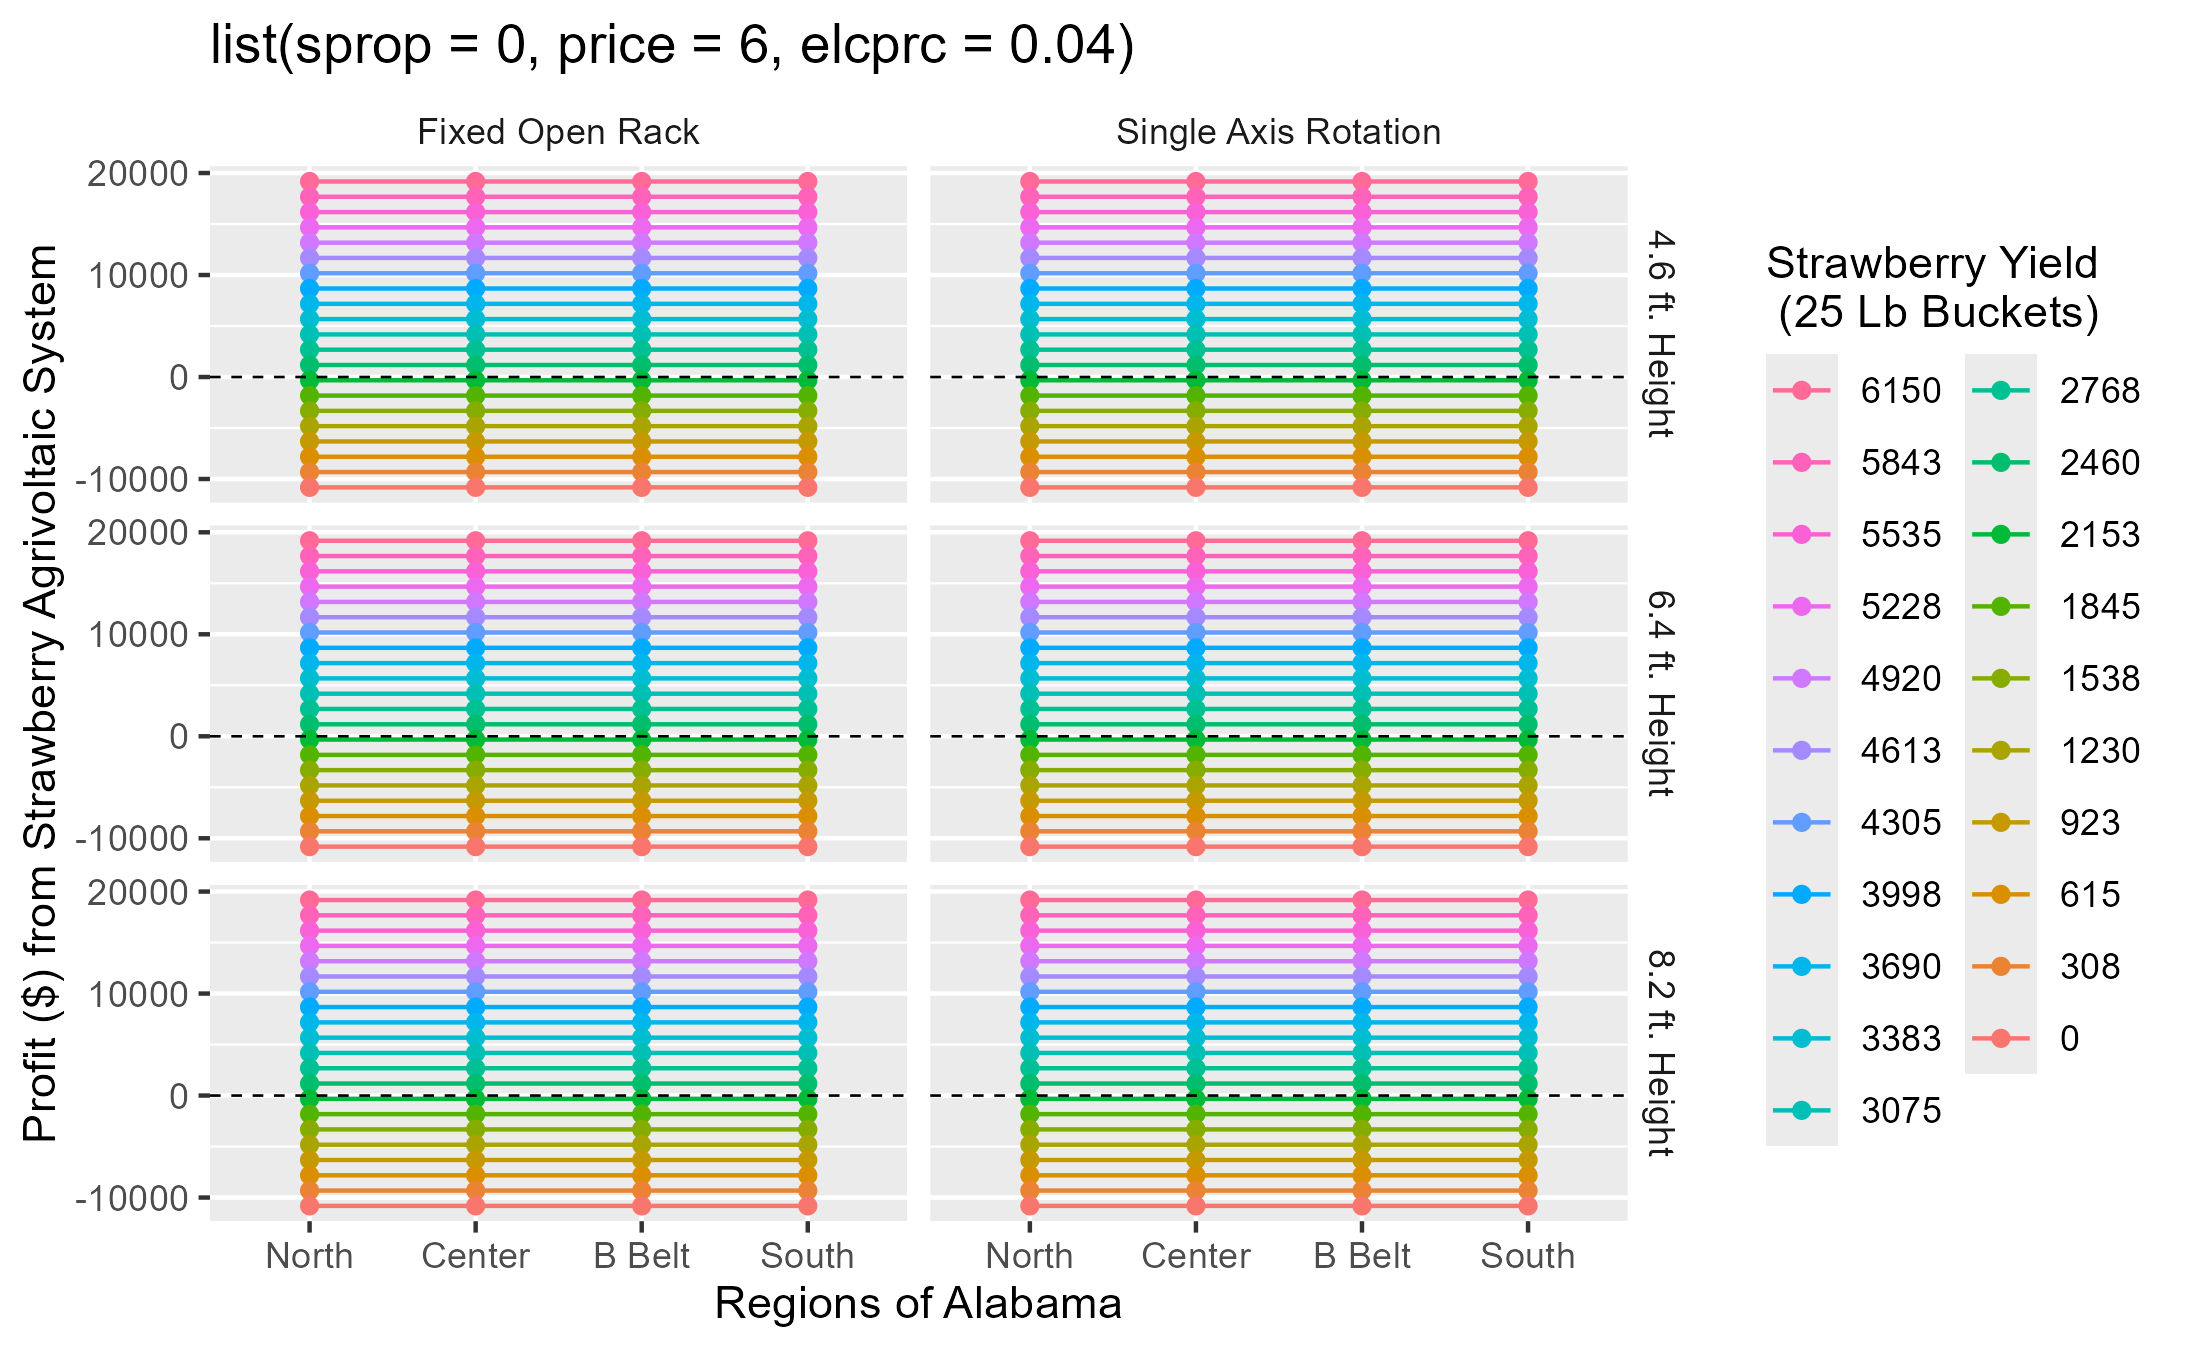 list(sprop = 0, price = 6, elcprc = 0.04)
Fixed Open Rack
Single Axis Rotation
Profit ($) from Strawberry Agrivoltaic System
20000
10000
0
-10000
4.6 ft. Height
20000
10000
0
-10000
6.4 ft. Height
20000
10000
0
-10000
8.2 ft. Height
North Center B Belt South
North Center B Belt South
Regions of Alabama
Strawberry Yield
(25 Lb Buckets)
6150
5843
5535
5228
4920
4613
4305
3998
3690
3383
3075
2768
2460
2153
1845
1538
1230
923
615
308
0